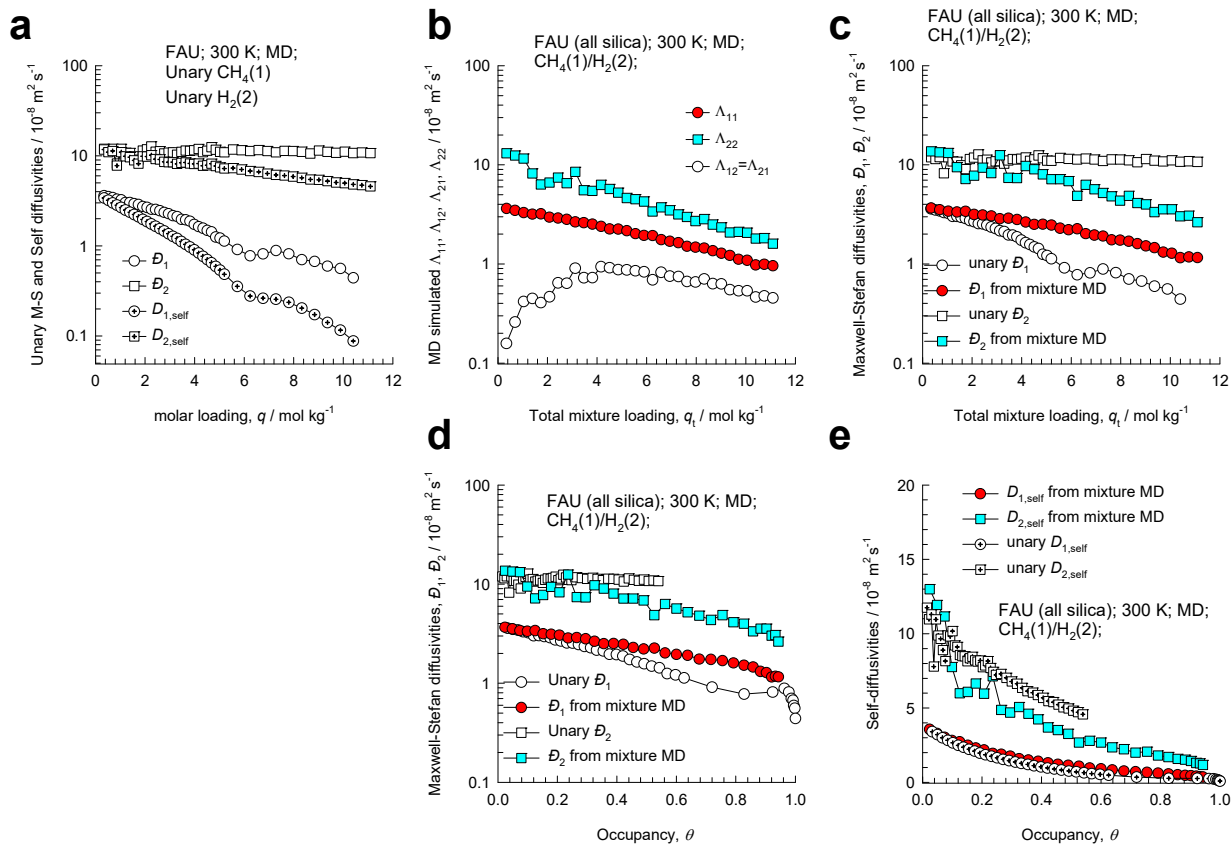 a
FAU; 300 K; MD;
Unary CH4(1)
Unary H2(2)
Unary M-S and Self diffusivities / 10-8 m2 s-1
100
10
1
0.1
Đ1
Đ2
D1,self
D2,self
0 2 4 6 8 10 12
molar loading, q / mol kg-1
b
FAU (all silica); 300 K; MD;
CH4(1)/H2(2);
MD simulated Λ11, Λ12, Λ21, Λ22 / 10-8 m2 s-1
100
10
1
0.1
Λ11
Λ22
Λ12=Λ21
0 2 4 6 8 10 12
Total mixture loading, qt / mol kg-1
c
FAU (all silica); 300 K; MD;
CH4(1)/H2(2);
Maxwell-Stefan diffusivities, Đ1, Đ2 / 10-8 m2 s-1
100
10
1
0.1
unary Đ1
Đ1 from mixture MD
unary Đ2
Đ2 from mixture MD
0 2 4 6 8 10 12
Total mixture loading, qt / mol kg-1
d
FAU (all silica); 300 K; MD;
CH4(1)/H2(2);
Maxwell-Stefan diffusivities, Đ1, Đ2 / 10-8 m2 s-1
100
10
1
0.1
Unary Đ1
Đ1 from mixture MD
Unary Đ2
Đ2 from mixture MD
0.0 0.2 0.4 0.6 0.8 1.0
Occupancy, θ
e
D1,self from mixture MD
D2,self from mixture MD
unary D1,self
unary D2,self
FAU (all silica); 300 K; MD;
CH4(1)/H2(2);
Self-diffusivities / 10-8 m2 s-1
20
15
10
5
0
0.0 0.2 0.4 0.6 0.8 1.0
Occupancy, θ